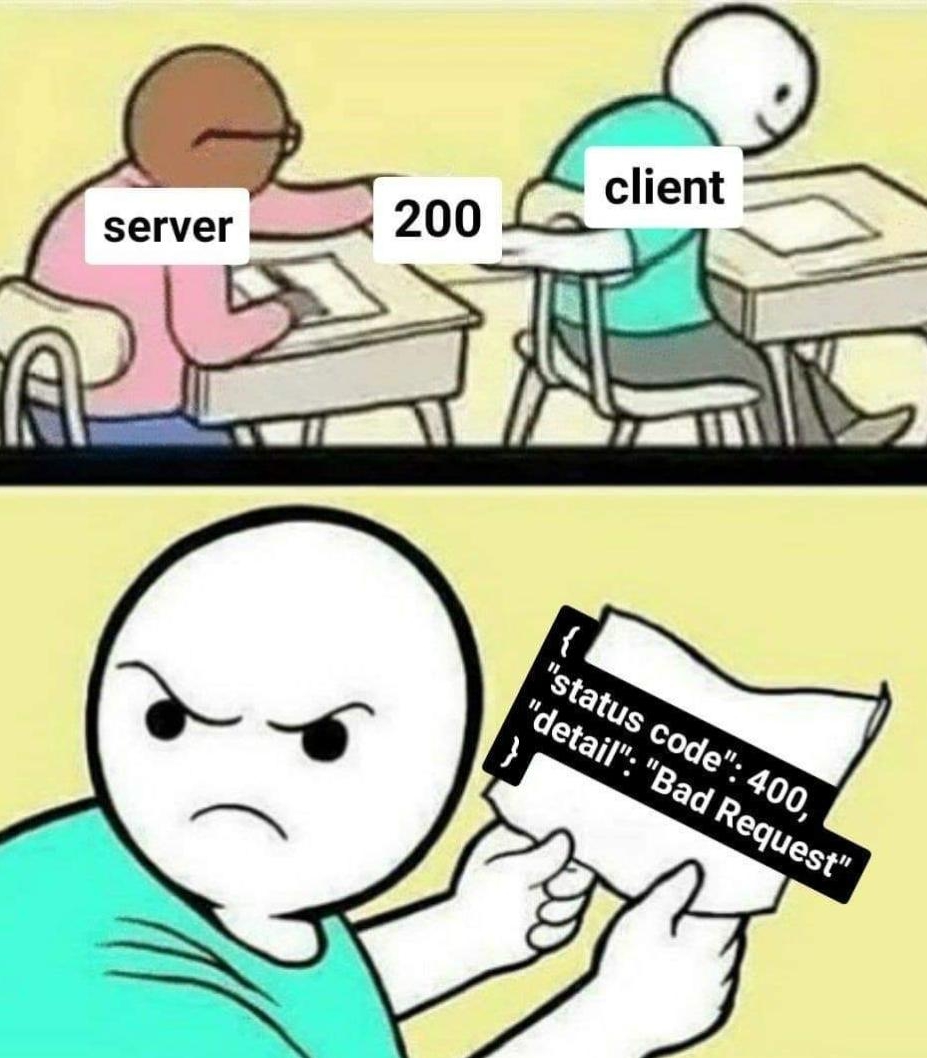 server
200
client
{
"status code": 400,
"detail": "Bad Request"
}